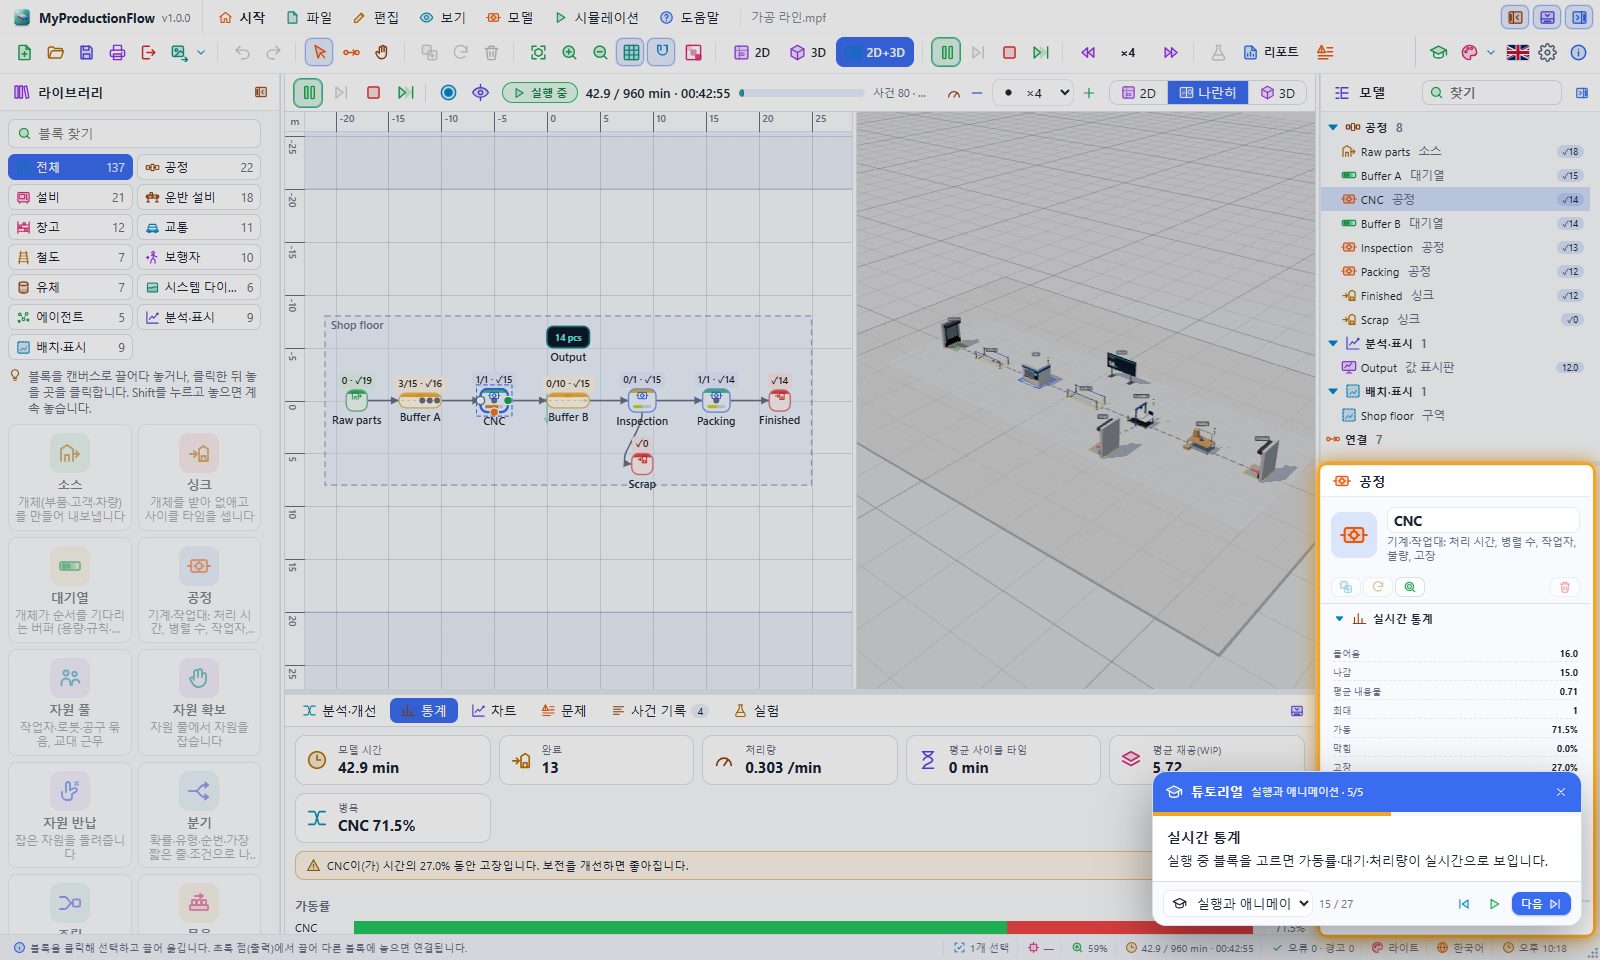 MyProductionFlow v1.0.0
시작
파일
편집
보기
모델
시뮬레이션
도움말
가공 라인.mpf
2D
3D
2D+3D
×4
리포트
라이브러리
블록 찾기
전체 137
공정 22
설비 21
운반 설비 18
창고 12
교통 11
철도 7
보행자 10
유체 7
시스템 다이... 6
에이전트 5
분석·표시 9
배치·표시 9
블록을 캔버스로 끌어다 놓거나, 클릭한 뒤 놓
을 곳을 클릭합니다. Shift를 누르고 놓으면 계
속 놓습니다.
소스
개체(부품·고객·차량)
를 만들어 내보냅니다
싱크
개체를 받아 없애고
사이클 타임을 셉니다
대기열
개체가 순서를 기다리
는 버퍼 (용량·규칙·...
공정
기계·작업대: 처리 시
간, 병렬 수, 작업자,..
자원 풀
작업자·로봇·공구 묶
음, 교대 근무
자원 확보
자원 풀에서 자원을
잡습니다
자원 반납
잡은 자원을 돌려줍니
다
분기
확률·유형·순번·가장
짧은 줄·조건으로 나..
실행 중
42.9 / 960 min · 00:42:55
사건 80 · ...
×4
2D
나란히
3D
m
-20 -15 -10 -5 0 5 10 15 20 25
-25
-20
-15
-10
-5
0
5
10
15
20
25
Shop floor
14 pcs
Output
0 · ✓19
3/15 · ✓16
1/1 · ✓15
0/10 · ✓15
0/1 · ✓15
1/1 · ✓14
✓14
Raw parts
Buffer A
CNC
Buffer B
Inspection
Packing
Finished
✓0
Scrap
분석·개선
통계
차트
문제
사건 기록 4
실험
모델 시간
42.9 min
완료
13
처리량
0.303 /min
평균 사이클 타임
0 min
평균 재공(WIP)
5.72
병목
CNC 71.5%
CNC이(가) 시간의 27.0% 동안 고장입니다. 보전을 개선하면 좋아집니다.
가동률
CNC
71.5%
모델
찾기
공정 8
Raw parts 소스 ✓18
Buffer A 대기열 ✓15
CNC 공정 ✓14
Buffer B 대기열 ✓14
Inspection 공정 ✓13
Packing 공정 ✓12
Finished 싱크 ✓12
Scrap 싱크 ✓0
분석·표시 1
Output 값 표시판 12.0
배치·표시 1
Shop floor 구역
연결 7
공정
CNC
기계·작업대: 처리 시간, 병렬 수, 작업자,
불량, 고장
실시간 통계
들어옴 16.0
나감 15.0
평균 내용물 0.71
최대 1
가동 71.5%
막힘 0.0%
고장 27.0%
튜토리얼 실행과 애니메이션 · 5/5
실시간 통계
실행 중 블록을 고르면 가동률·대기·처리량이 실시간으로 보입니다.
실행과 애니메이
15 / 27
다음
블록을 클릭해 선택하고 끌어 옮깁니다. 초록 점(출력)에서 끌어 다른 블록에 놓으면 연결됩니다.
1개 선택
—
59%
42.9 / 960 min · 00:42:55
오류 0 · 경고 0
라이트
한국어
오후 10:18